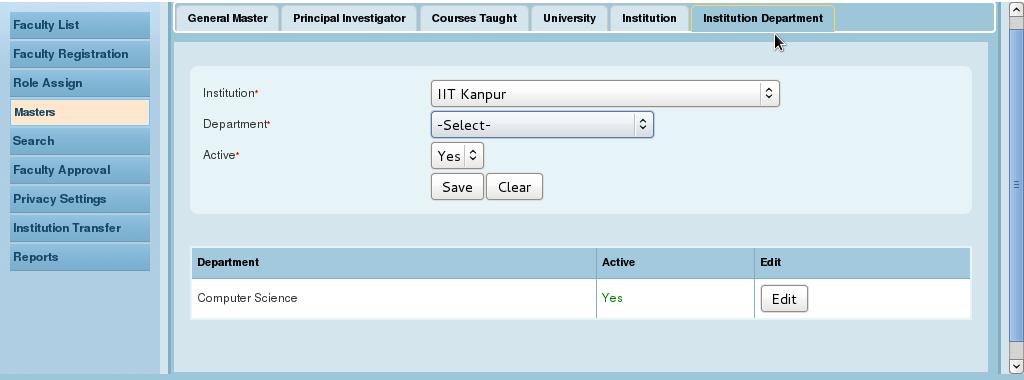 General Master Principal Investigator Courses Taught University Institution Institution Department
Faculty List
Faculty Registration
Role Assign
Masters
Search
Faculty Approval
Privacy Settings
Institution Transfer
Reports
Institution* IIT Kanpur
Department* -Select-
Active* Yes
Save Clear
Department Active Edit
Computer Science Yes Edit